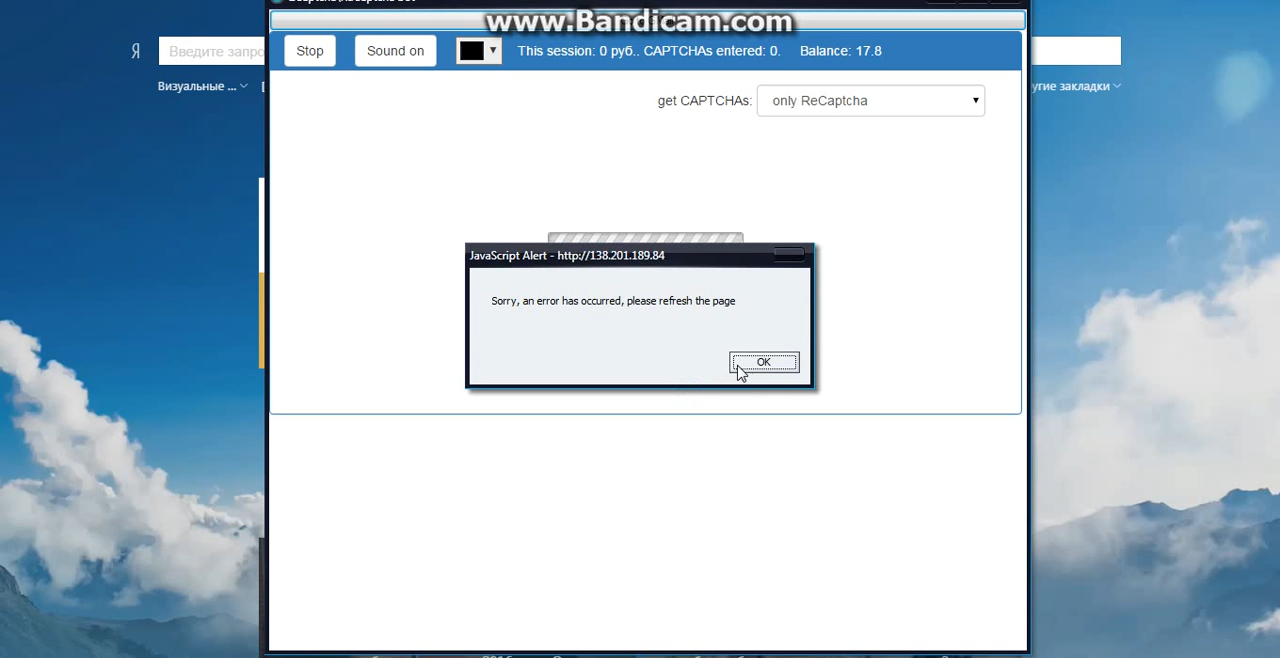 www.Bandicam.com
Я
Введите запро
Stop
Sound on
This session: 0 руб.. CAPTCHAs entered: 0.
Balance: 17.8
Визуальные ...
угие закладки
get CAPTCHAs:
only ReCaptcha
JavaScript Alert - http://138.201.189.84
Sorry, an error has occurred, please refresh the page
OK